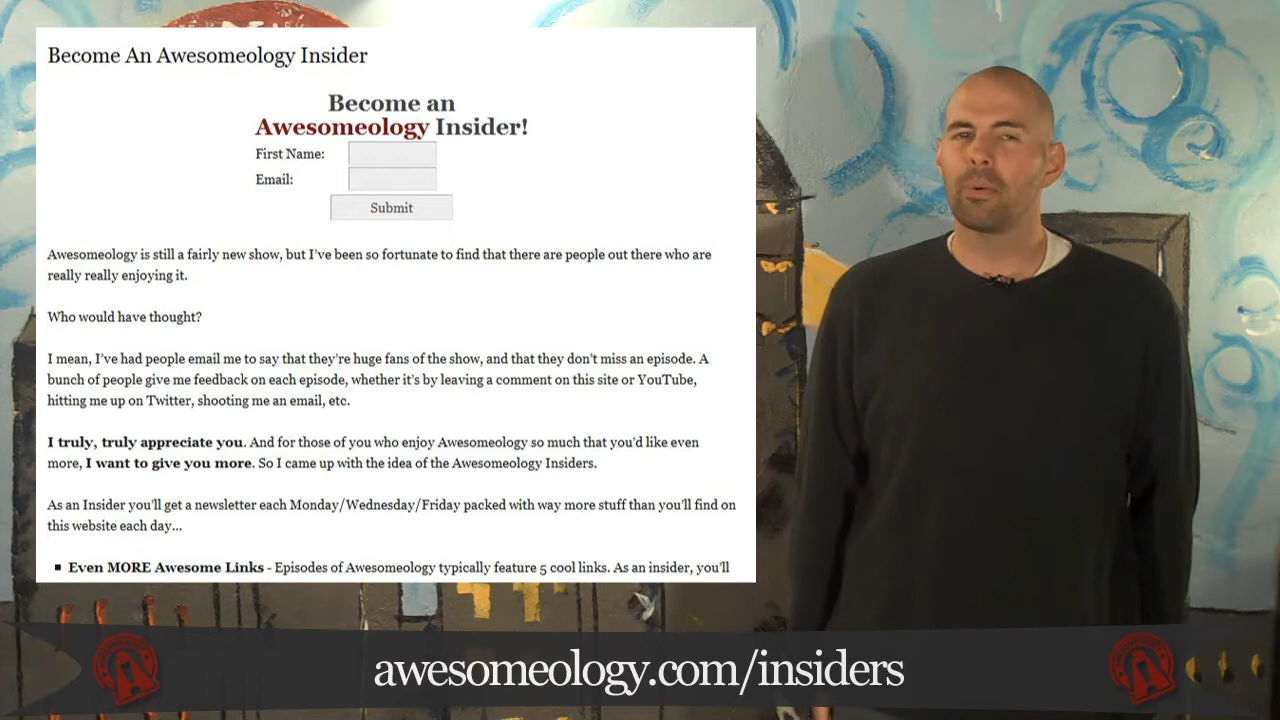 Become An Awesomeology Insider
Become an
Awesomeology Insider!
First Name:
Email:
Submit
Awesomeology is still a fairly new show, but I've been so fortunate to find that there are people out there who are
really really enjoying it.
Who would have thought?
I mean, I've had people email me to say that they're huge fans of the show, and that they don't miss an episode. A
bunch of people give me feedback on each episode, whether it's by leaving a comment on this site or YouTube,
hitting me up on Twitter, shooting me an email, etc.
I truly, truly appreciate you. And for those of you who enjoy Awesomeology so much that you'd like even
more, I want to give you more. So I came up with the idea of the Awesomeology Insiders.
As an Insider you'll get a newsletter each Monday/Wednesday/Friday packed with way more stuff than you'll find on
this website each day...
▪ Even MORE Awesome Links - Episodes of Awesomeology typically feature 5 cool links. As an insider, you'll
awesomeology.com/insiders